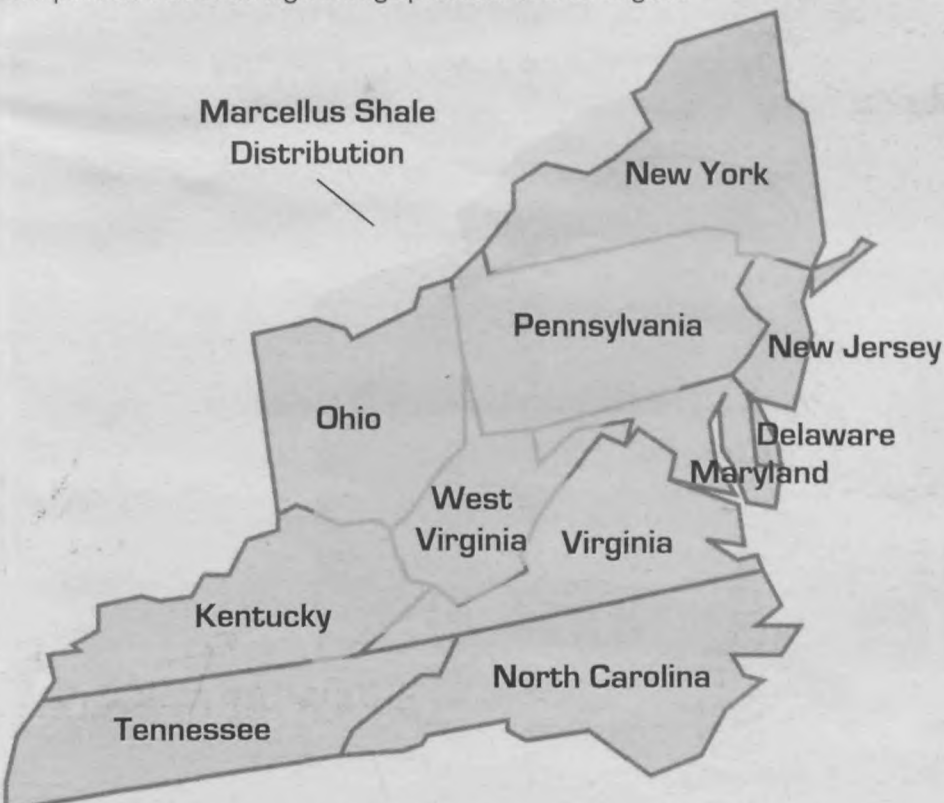 Marcellus Shale
Distribution
New York
Pennsylvania
New Jersey
Ohio
Delaware
Maryland
West
Virginia
Virginia
Kentucky
North Carolina
Tennessee